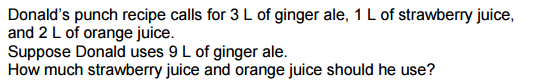 Donald's punch recipe calls for 3 L of ginger ale, 1 L of strawberry juice,
and 2 L of orange juice.
Suppose Donald uses 9 L of ginger ale.
How much strawberry juice and orange juice should he use?